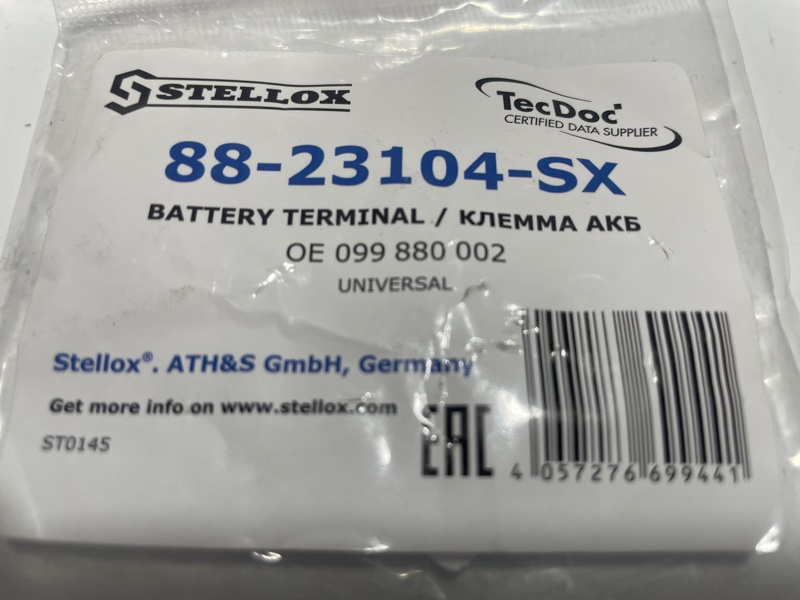 STELLOX
TecDoc
CERTIFIED DATA SUPPLIER
88-23104-SX
BATTERY TERMINAL / КЛЕММА АКБ
OE 099 880 002
UNIVERSAL
Stellox®. ATH&S GmbH, Germany
Get more info on www.stellox.com
ST0145
EAC
4 057276 699441